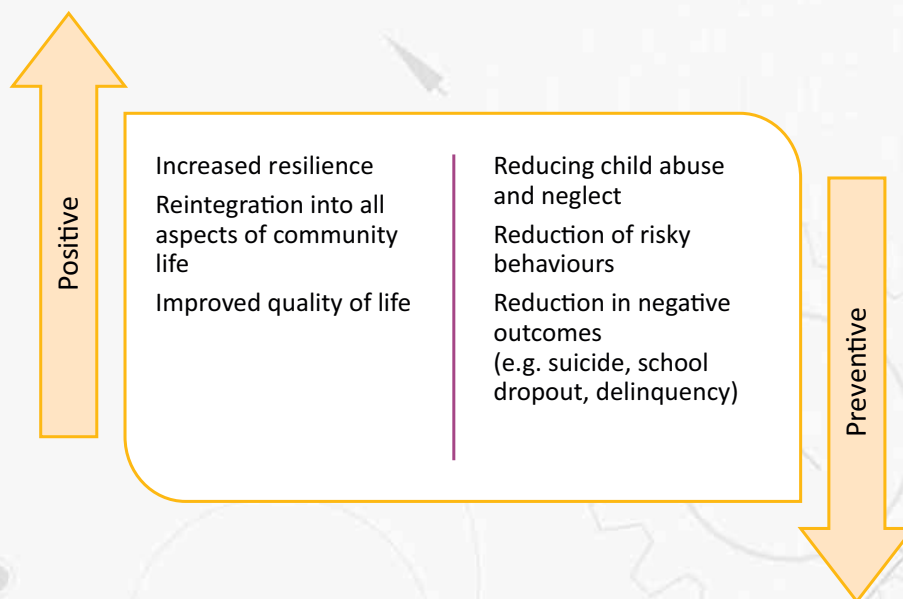 Positive
Increased resilience
Reintegration into all
aspects of community
life
Improved quality of life
Reducing child abuse
and neglect
Reduction of risky
behaviours
Reduction in negative
outcomes
(e.g. suicide, school
dropout, delinquency)
Preventive